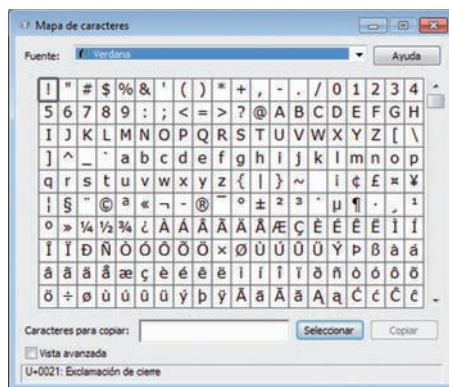 Mapa de caracteres
Fuente: Verdana Ayuda
! " # $ % & ' ( ) * + , - . / 0 1 2 3 4
5 6 7 8 9 : ; < = > ? @ A B C D E F G H
I J K L M N O P Q R S T U V W X Y Z [ \
] ^ _ ` a b c d e f g h i j k l m n o p
q r s t u v w x y z { | } ~ ¡ ¢ £ ¤ ¥
¦ § ¨ © ª « ¬ - ® ¯ ° ± ² ³ ´ µ ¶ · ¸ ¹
º » ¼ ½ ¾ ¿ À Á Â Ã Ä Å Æ Ç È É Ê Ë Ì Í
Î Ï Ð Ñ Ò Ó Ô Õ Ö × Ø Ù Ú Û Ü Ý Þ ß à á
â ã ä å æ ç è é ê ë ì í î ï ð ñ ò ó ô õ
ö ÷ ø ù ú û ü ý þ ÿ Ā ā Ă ă Ą ą Ć ć Ĉ ĉ
Caracteres para copiar: Seleccionar Copiar
Vista avanzada
U+0021: Exclamación de cierre